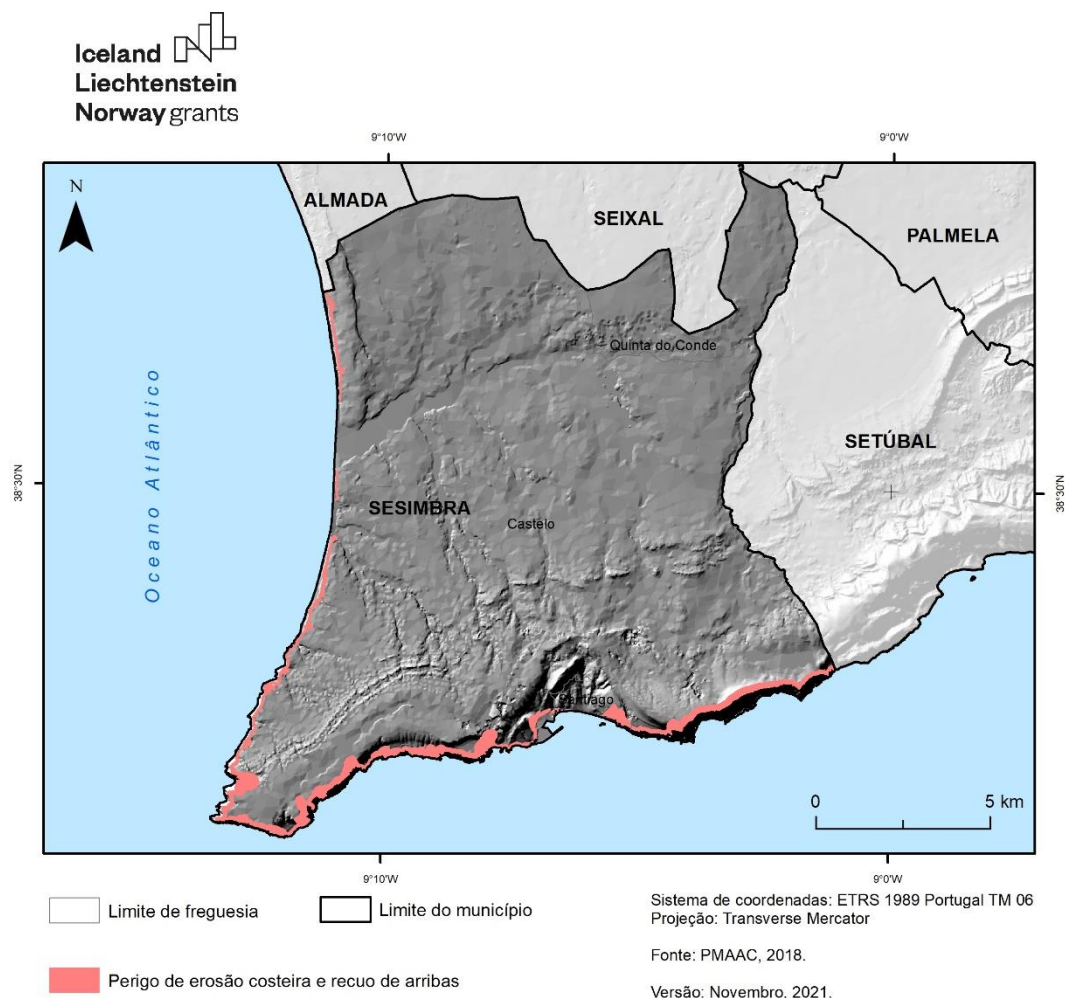 Iceland
Liechtenstein
Norway grants
9°10'W
9°0'W
N
ALMADA
SEIXAL
PALMELA
Quinta do Conde
Oceano Atlântico
SETÚBAL
38°30'N
38°30'N
SESIMBRA
Castelo
Santiago
0
5 km
9°10'W
9°0'W
Limite de freguesia
Limite do município
Perigo de erosão costeira e recuo de arribas
Sistema de coordenadas: ETRS 1989 Portugal TM 06
Projeção: Transverse Mercator
Fonte: PMAAC, 2018.
Versão: Novembro, 2021.